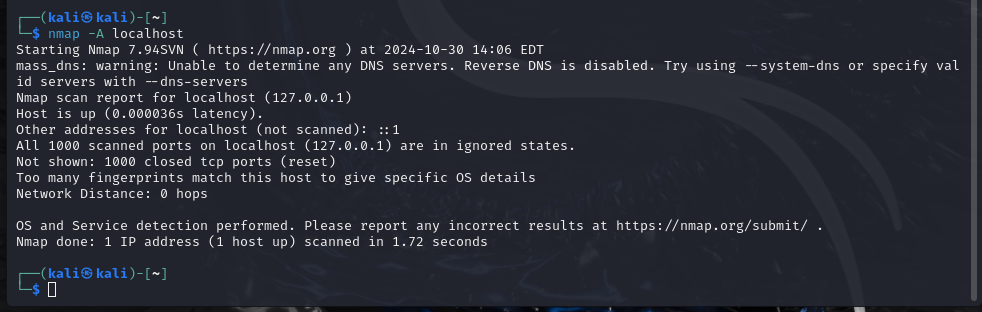 ┌──(kali㉿kali)-[~]
└─$ nmap -A localhost
Starting Nmap 7.94SVN ( https://nmap.org ) at 2024-10-30 14:06 EDT
mass_dns: warning: Unable to determine any DNS servers. Reverse DNS is disabled. Try using --system-dns or specify val
id servers with --dns-servers
Nmap scan report for localhost (127.0.0.1)
Host is up (0.000036s latency).
Other addresses for localhost (not scanned): ::1
All 1000 scanned ports on localhost (127.0.0.1) are in ignored states.
Not shown: 1000 closed tcp ports (reset)
Too many fingerprints match this host to give specific OS details
Network Distance: 0 hops
OS and Service detection performed. Please report any incorrect results at https://nmap.org/submit/ .
Nmap done: 1 IP address (1 host up) scanned in 1.72 seconds
┌──(kali㉿kali)-[~]
└─$